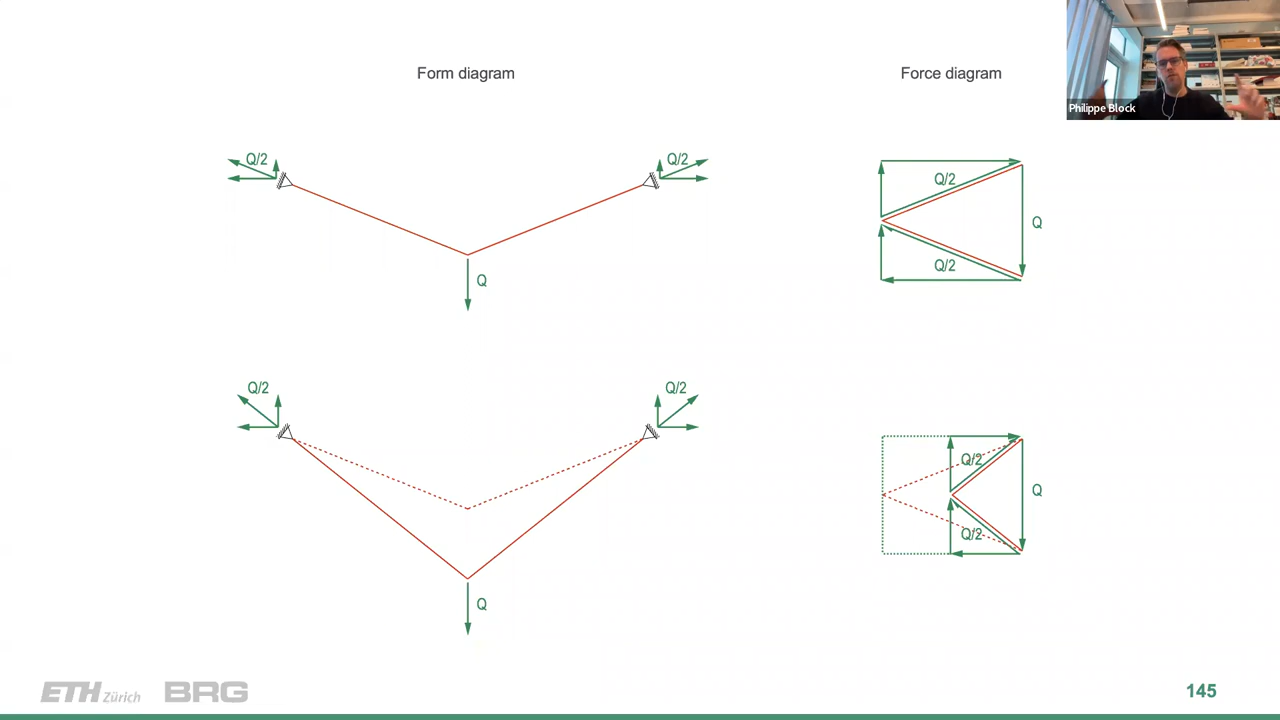 Form diagram
Force diagram
Philippe Block
Q/2
Q/2
Q
Q/2
Q/2
Q
Q/2
Q/2
Q
Q/2
Q/2
Q
ETH Zürich
BRG
145